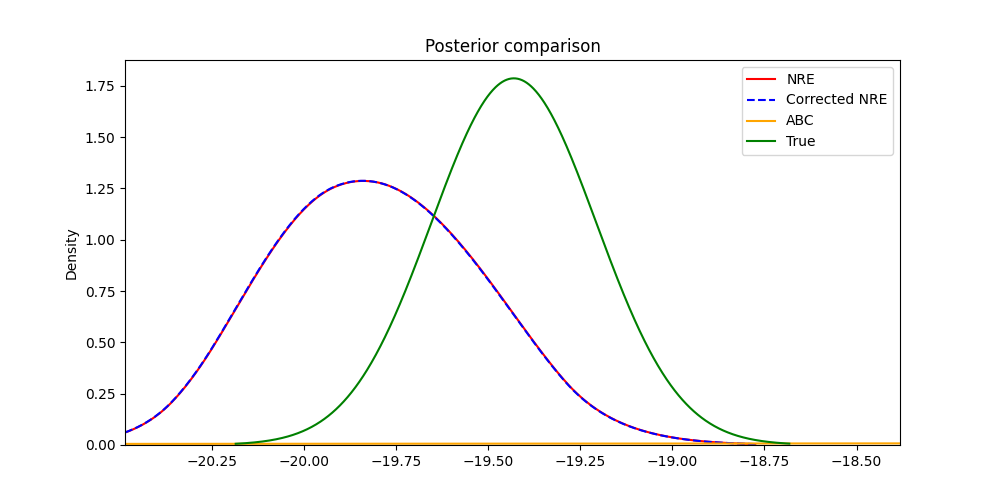 Posterior comparison
NRE
Corrected NRE
ABC
True
Density
1.75
1.50
1.25
1.00
0.75
0.50
0.25
0.00
−20.25
−20.00
−19.75
−19.50
−19.25
−19.00
−18.75
−18.50